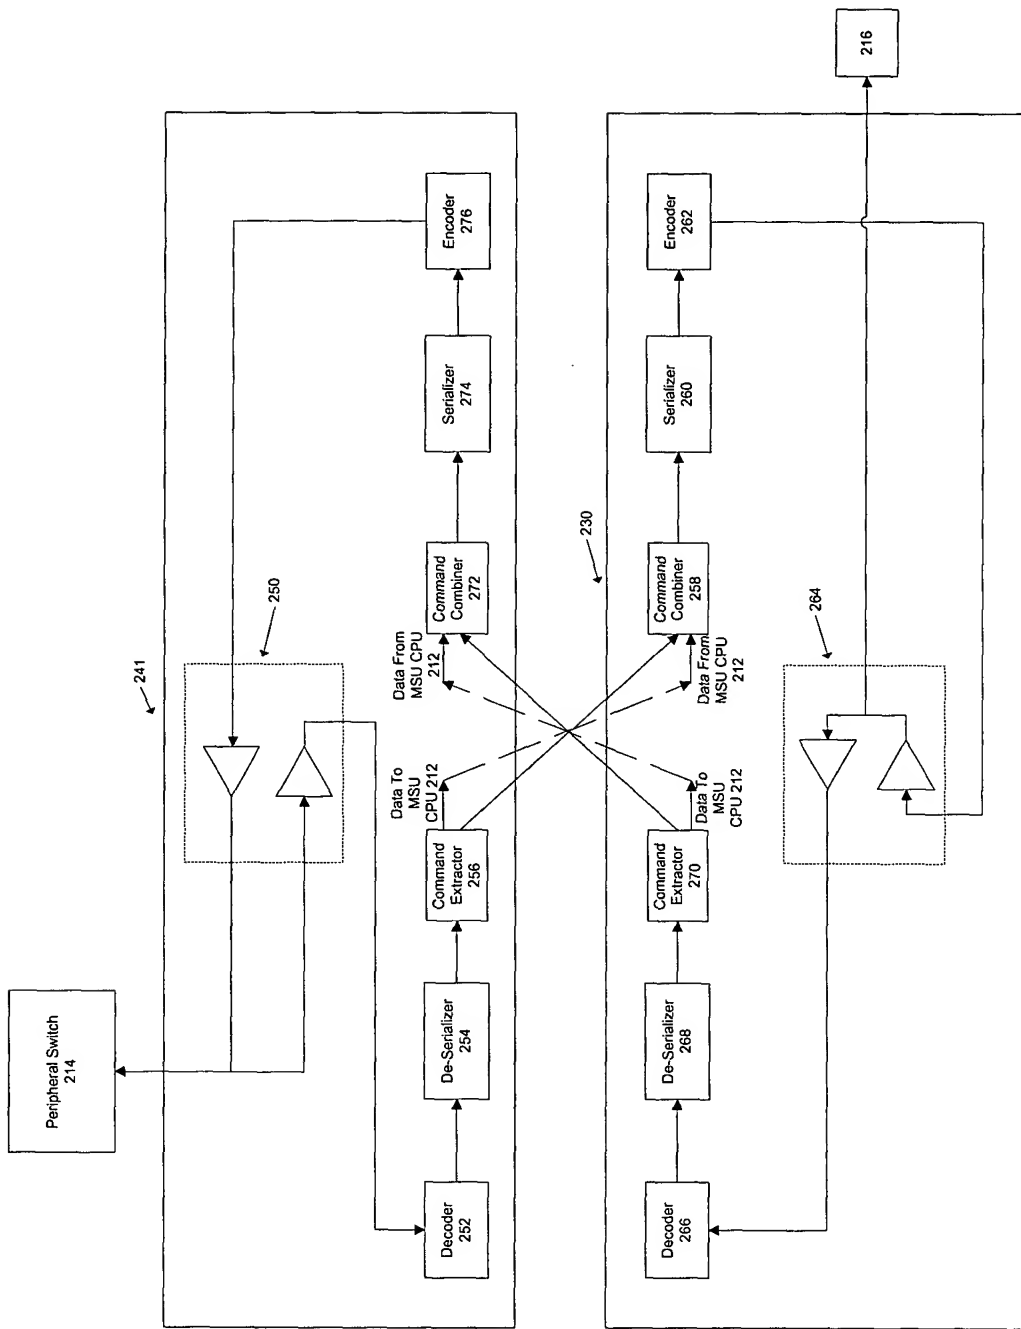 Peripheral Switch
214
241
250
Decoder
252
De-Serializer
254
Command
Extractor
256
Data To
MSU
CPU 212
Data From
MSU CPU
212
Command
Combiner
272
Serializer
274
Encoder
276
230
264
Decoder
266
De-Serializer
268
Command
Extractor
270
Data To
MSU
CPU 212
Data From
MSU CPU
212
Command
Combiner
258
Serializer
260
Encoder
262
216